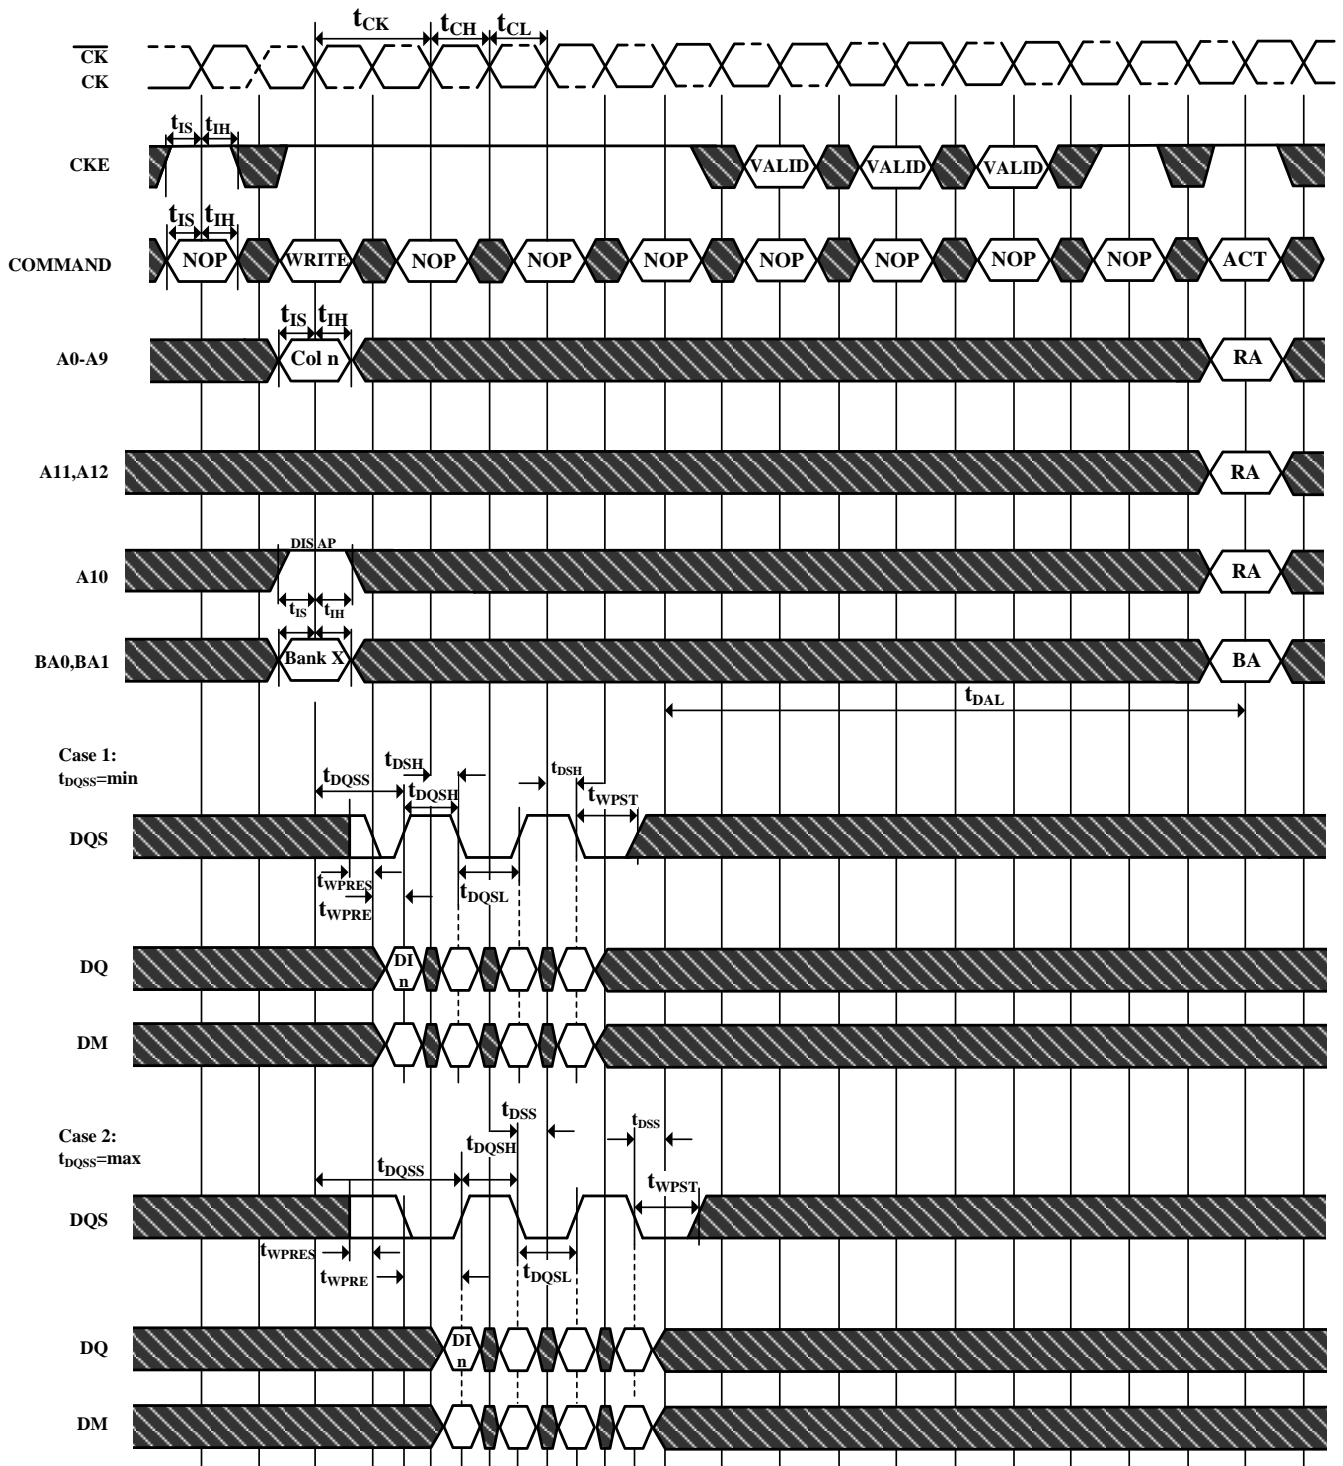 tCK tCH tCL
CK
CK
tIS tIH
CKE VALID VALID VALID
tIS tIH
COMMAND NOP WRITE NOP NOP NOP NOP NOP NOP NOP ACT
tIS tIH
A0-A9 Col n RA
A11,A12 RA
DIS AP
A10 RA
tIS tIH
BA0,BA1 Bank X BA
tDAL
Case 1:
tDQSS=min
tDSH tDSH
tDQSS tDQSH tWPST
DQS
tWPRES tDQSL
tWPRE
DQ DI
n
DM
tDSS tDSS
Case 2:
tDQSS=max
tDQSH
tDQSS tWPST
DQS
tWPRES
tWPRE tDQSL
DQ DI
n
DM